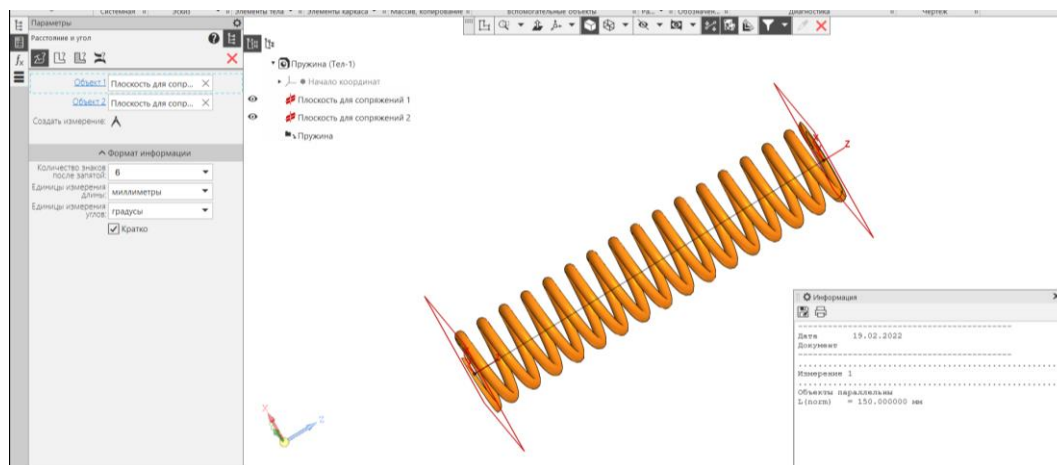 Системная
Эскиз
Элементы тела
Элементы каркаса
Массив, копирование
Вспомогательные объекты
Ра...
Обозначен...
Диагностика
Чертеж
Параметры
Расстояние и угол
Объект 1 Плоскость для сопр...
Объект 2 Плоскость для сопр...
Создать измерение:
Формат информации
Количество знаков
после запятой: 6
Единицы измерения
длины: миллиметры
Единицы измерения
углов: градусы
Кратко
Пружина (Тел-1)
Начало координат
Плоскость для сопряжений 1
Плоскость для сопряжений 2
Пружина
Z
X
Z
Информация
Дата 19.02.2022
Документ
Измерение 1
Объекты параллельны
L(norm) = 150.000000 мм